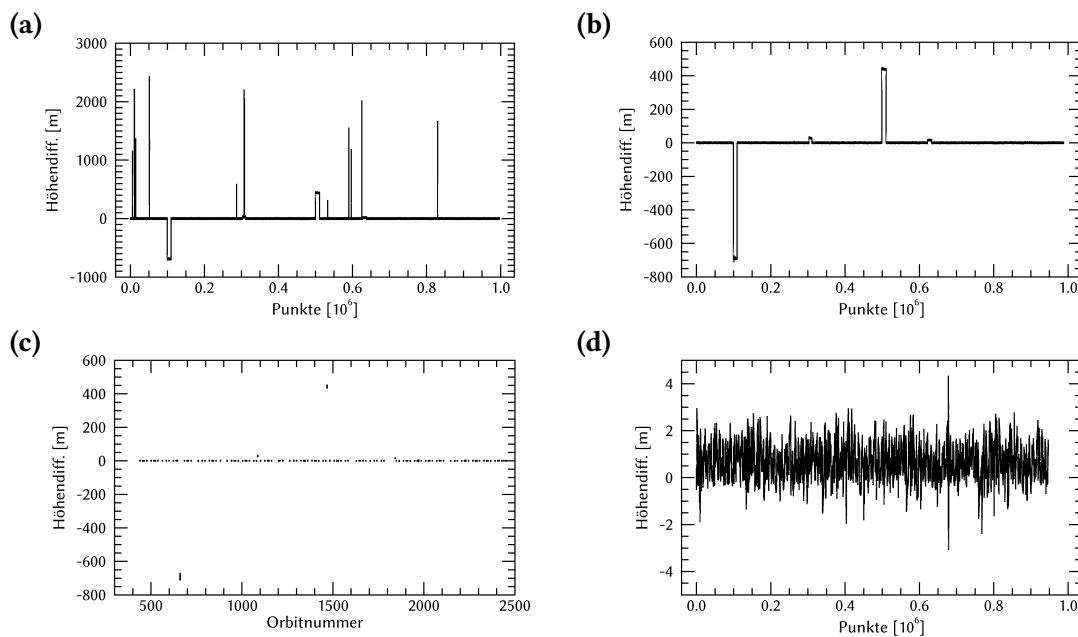 (a)
3000
2000
1000
0
-1000
Höhendiff. [m]
0.0 0.2 0.4 0.6 0.8 1.0
Punkte [10⁶]
(b)
600
400
200
0
-200
-400
-600
-800
Höhendiff. [m]
0.0 0.2 0.4 0.6 0.8 1.0
Punkte [10⁶]
(c)
600
400
200
0
-200
-400
-600
-800
Höhendiff. [m]
500 1000 1500 2000 2500
Orbitnummer
(d)
4
2
0
-2
-4
Höhendiff. [m]
0.0 0.2 0.4 0.6 0.8 1.0
Punkte [10⁶]